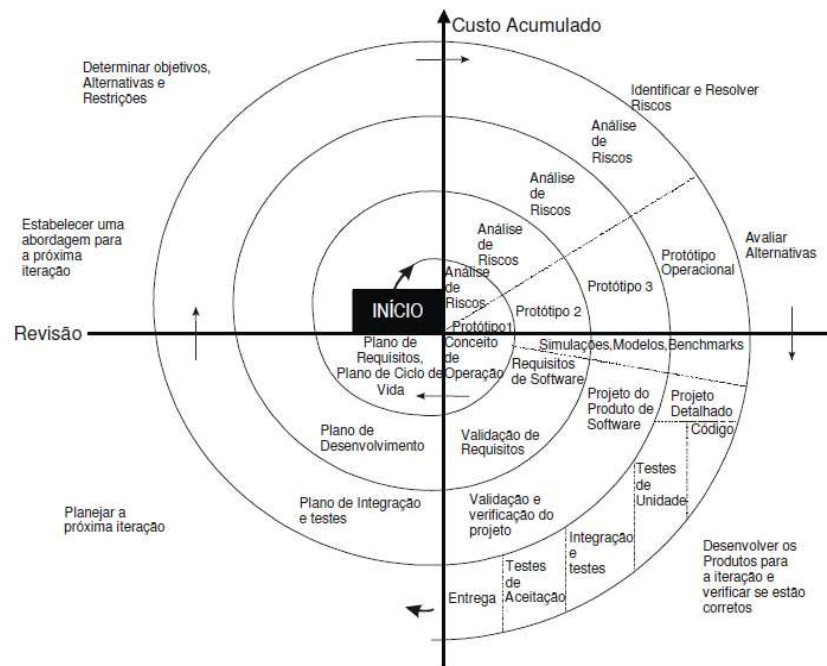 Custo Acumulado
Determinar objetivos,
Alternativas e
Restrições
Identificar e Resolver
Riscos
Análise
de
Riscos
Análise
de
Riscos
Análise
de
Riscos
Análise
de
Riscos
Estabelecer uma
abordagem para
a próxima
iteração
Avaliar
Alternativas
Protótipo
Operacional
Protótipo 3
Protótipo 2
Protótipo1
INÍCIO
Revisão
Plano de
Requisitos,
Plano de Ciclo de
Vida
Conceito
de
Operação
Simulações,Modelos,Benchmarks
Requisitos
de Software
Projeto do
Produto de
Software
Projeto
Detalhado
Código
Plano de
Desenvolvimento
Validação de
Requisitos
Testes
de
Unidade
Planejar a
próxima iteração
Plano de Integração
e testes
Validação e
verificação do
projeto
Integração
e
testes
Testes
de
Aceitação
Entrega
Desenvolver os
Produtos para
a iteração e
verificar se estão
corretos